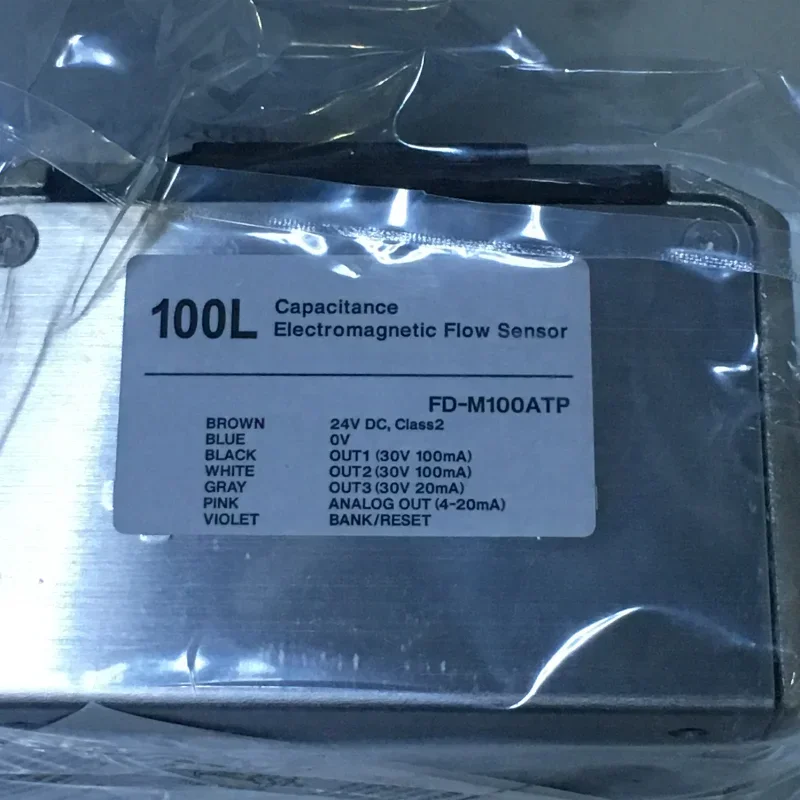 100L Capacitance
Electromagnetic Flow Sensor
FD-M100ATP
BROWN 24V DC, Class2
BLUE 0V
BLACK OUT1 (30V 100mA)
WHITE OUT2 (30V 100mA)
GRAY OUT3 (30V 20mA)
PINK ANALOG OUT (4-20mA)
VIOLET BANK/RESET